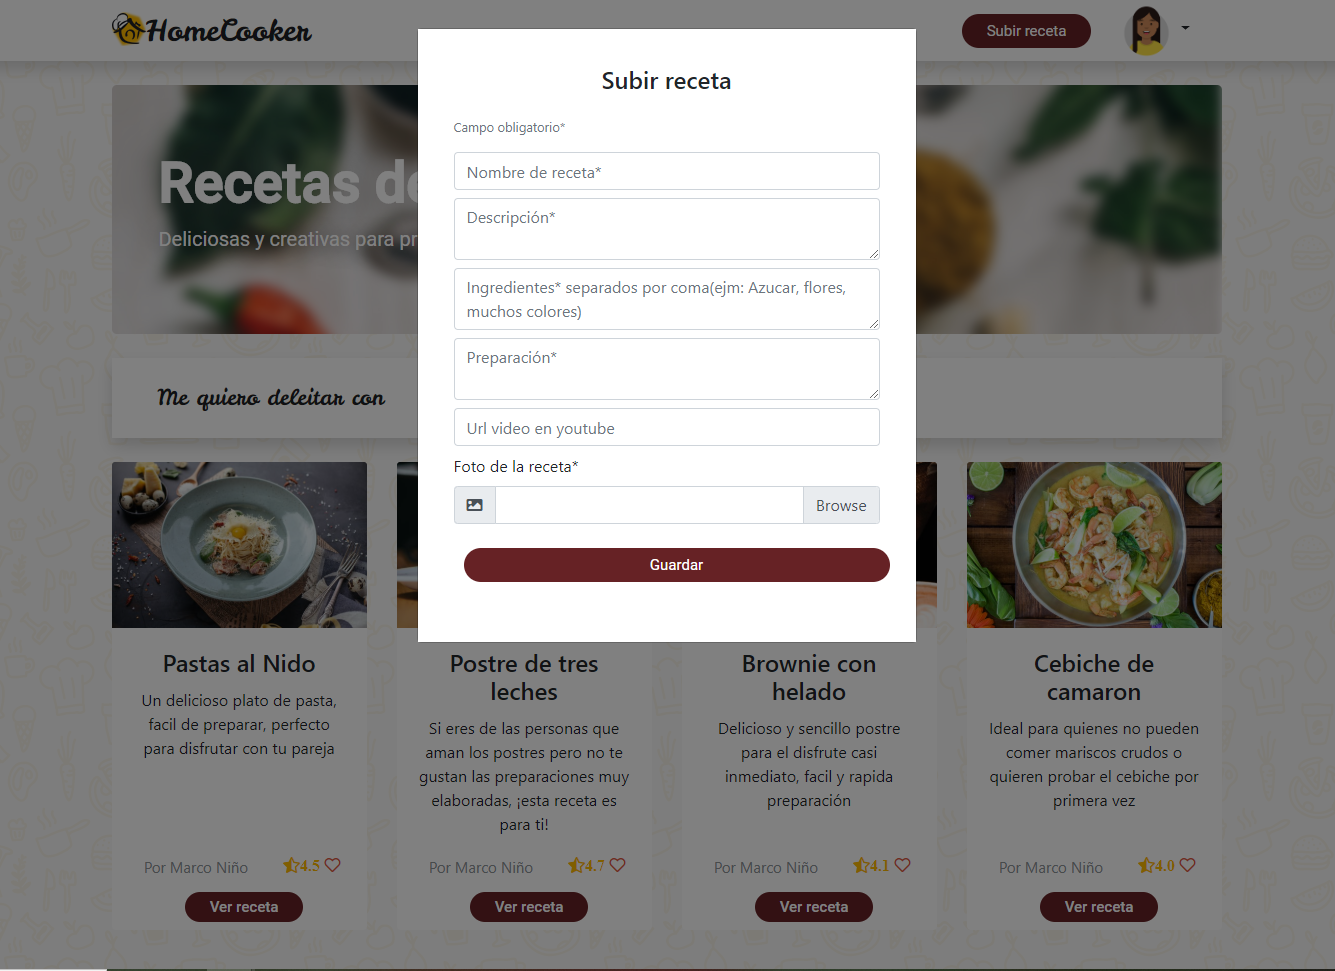 HomeCooker
Subir receta
Recetas de
Deliciosas y creativas para pr
Me quiero deleitar con
Subir receta
Campo obligatorio*
Nombre de receta*
Descripción*
Ingredientes* separados por coma(ejm: Azucar, flores,
muchos colores)
Preparación*
Url video en youtube
Foto de la receta*
Browse
Guardar
Pastas al Nido
Un delicioso plato de pasta,
facil de preparar, perfecto
para disfrutar con tu pareja
Por Marco Niño 4.5
Ver receta
Postre de tres
leches
Si eres de las personas que
aman los postres pero no te
gustan las preparaciones muy
elaboradas, ¡esta receta es
para ti!
Por Marco Niño 4.7
Ver receta
Brownie con
helado
Delicioso y sencillo postre
para el disfrute casi
inmediato, facil y rapida
preparación
Por Marco Niño 4.1
Ver receta
Cebiche de
camaron
Ideal para quienes no pueden
comer mariscos crudos o
quieren probar el cebiche por
primera vez
Por Marco Niño 4.0
Ver receta